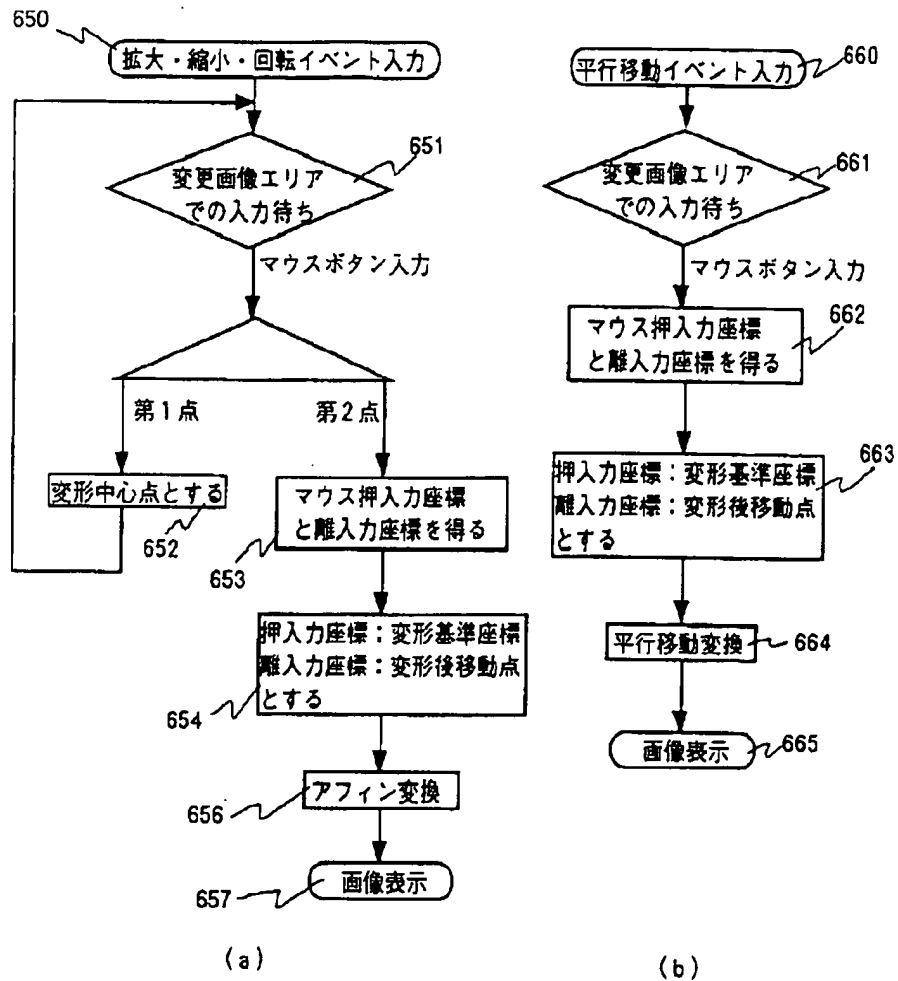 650
拡大・縮小・回転イベント入力
651
変更画像エリア
での入力待ち
マウスボタン入力
第1点
第2点
変形中心点とする
652
マウス押入力座標
と離入力座標を得る
653
押入力座標:変形基準座標
離入力座標:変形後移動点
とする
654
アフィン変換
656
画像表示
657
(a)
平行移動イベント入力
660
変更画像エリア
での入力待ち
661
マウスボタン入力
662
マウス押入力座標
と離入力座標を得る
663
押入力座標:変形基準座標
離入力座標:変形後移動点
とする
平行移動変換
664
画像表示
665
(b)